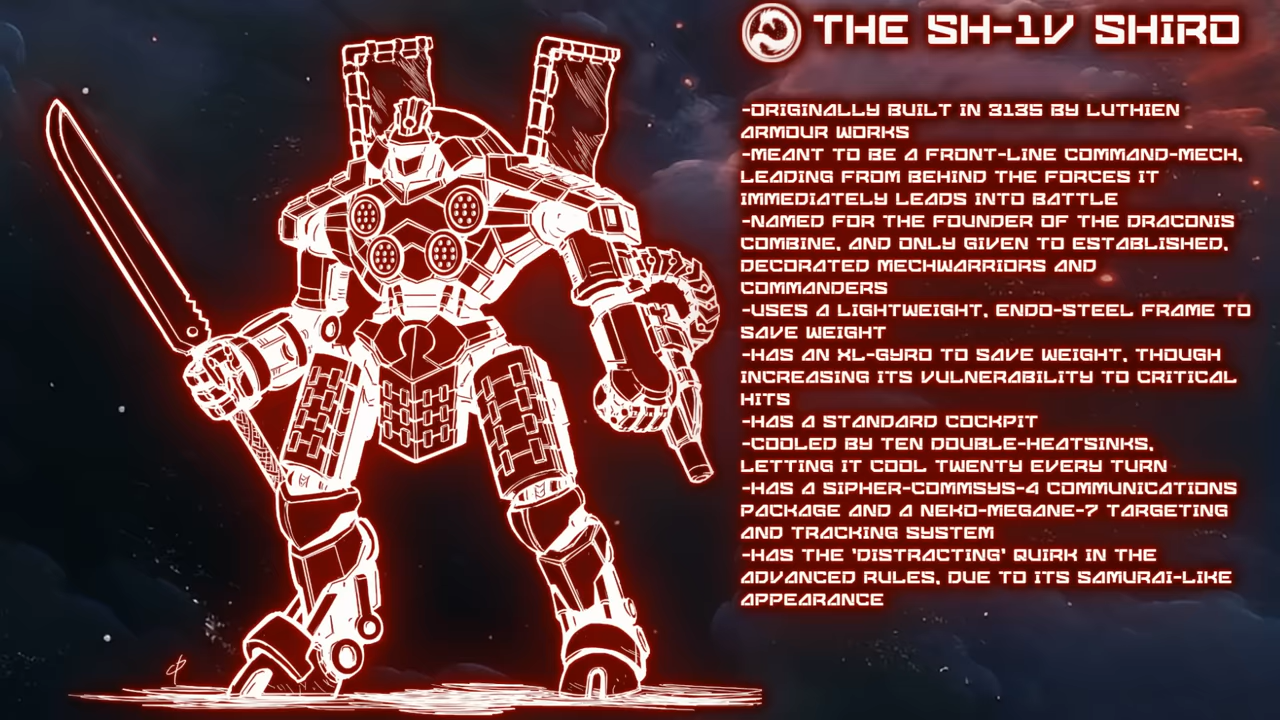 THE SH-1V SHIRO
-ORIGINALLY BUILT IN 3135 BY LUTHIEN
ARMOUR WORKS
-MEANT TO BE A FRONT-LINE COMMAND-MECH,
LEADING FROM BEHIND THE FORCES IT
IMMEDIATELY LEADS INTO BATTLE
-NAMED FOR THE FOUNDER OF THE DRACONIS
COMBINE, AND ONLY GIVEN TO ESTABLISHED,
DECORATED MECHWARRIORS AND
COMMANDERS
-USES A LIGHTWEIGHT, ENDO-STEEL FRAME TO
SAVE WEIGHT
-HAS AN XL-GYRO TO SAVE WEIGHT, THOUGH
INCREASING ITS VULNERABILITY TO CRITICAL
HITS
-HAS A STANDARD COCKPIT
-COOLED BY TEN DOUBLE-HEATSINKS,
LETTING IT COOL TWENTY EVERY TURN
-HAS A SIPHER-COMMSYS-4 COMMUNICATIONS
PACKAGE AND A NEKO-MEGANE-7 TARGETING
AND TRACKING SYSTEM
-HAS THE 'DISTRACTING' QUIRK IN THE
ADVANCED RULES, DUE TO ITS SAMURAI-LIKE
APPEARANCE